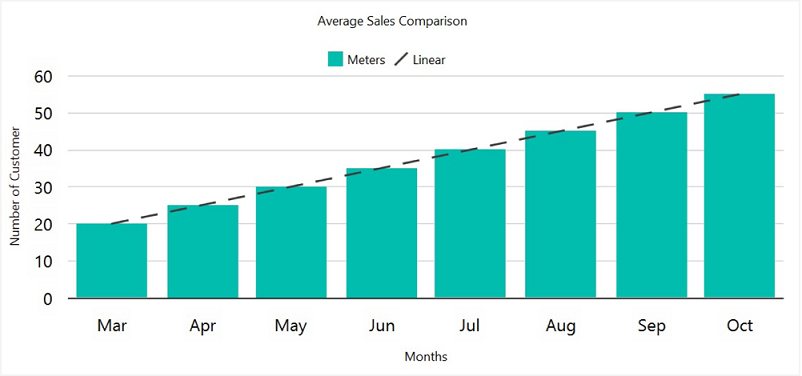 Average Sales Comparison
Meters Linear
Number of Customer
60
50
40
30
20
10
0
Mar Apr May Jun Jul Aug Sep Oct
Months